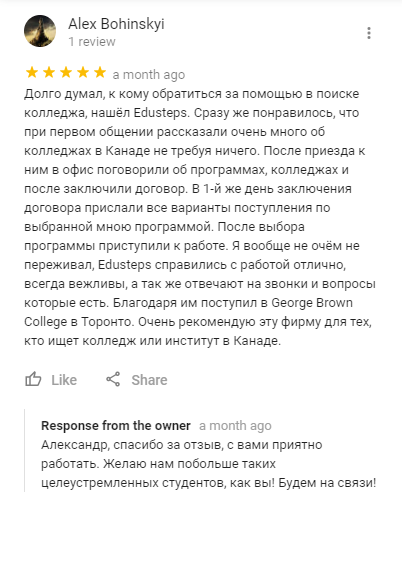 Alex Bohinskyi
1 review
a month ago
Долго думал, к кому обратиться за помощью в поиске
колледжа, нашёл Edusteps. Сразу же понравилось, что
при первом общении рассказали очень много об
колледжах в Канаде не требуя ничего. После приезда к
ним в офис поговорили об программах, колледжах и
после заключили договор. В 1-й же день заключения
договора прислали все варианты поступления по
выбранной мною программой. После выбора
программы приступили к работе. Я вообще не очём не
переживал, Edusteps справились с работой отлично,
всегда вежливы, а так же отвечают на звонки и вопросы
которые есть. Благодаря им поступил в George Brown
College в Торонто. Очень рекомендую эту фирму для тех,
кто ищет колледж или институт в Канаде.
Like Share
Response from the owner a month ago
Александр, спасибо за отзыв, с вами приятно
работать. Желаю нам побольше таких
целеустремленных студентов, как вы! Будем на связи!